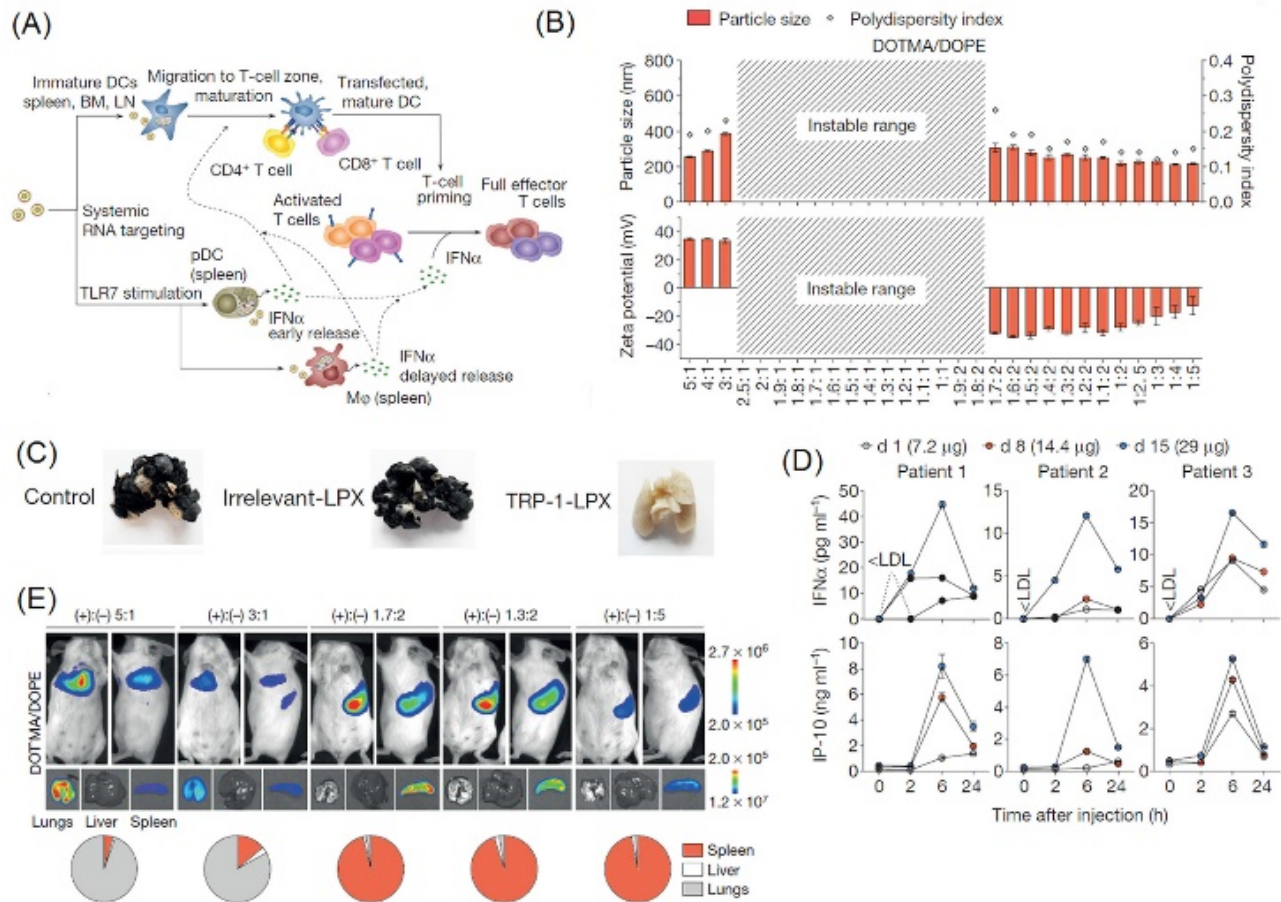 (A)
Immature DCs
spleen, BM, LN
Migration to T-cell zone,
maturation
Transfected,
mature DC
CD4⁺ T cell
CD8⁺ T cell
T-cell
priming
Full effector
T cells
Activated
T cells
Systemic
RNA targeting
IFNα
pDC
(spleen)
TLR7 stimulation
IFNα
early release
IFNα
delayed release
Mφ (spleen)
(B)
Particle size
Polydispersity index
DOTMA/DOPE
Particle size (nm)
800
600
400
200
0
Instable range
0.4
0.3
0.2
0.1
0.0
Polydispersity index
Zeta potential (mV)
40
20
0
−20
−40
Instable range
5:1
4:1
3:1
2.5:1
2:1
1.9:1
1.8:1
1.7:1
1.6:1
1.5:1
1.4:1
1.3:1
1.2:1
1.1:1
1:1
1.9:2
1.8:2
1.7:2
1.6:2
1.5:2
1.4:2
1.3:2
1.2:2
1.1:2
1:2
1:2.5
1:3
1:4
1:5
(C)
Control
Irrelevant-LPX
TRP-1-LPX
(D)
d 1 (7.2 μg)
d 8 (14.4 μg)
d 15 (29 μg)
Patient 1
Patient 2
Patient 3
IFNα (pg ml⁻¹)
50
40
30
20
10
0
<LDL
15
10
5
0
<LDL
20
15
10
5
0
<LDL
IP-10 (ng ml⁻¹)
10
8
6
4
2
0
8
6
4
2
0
6
5
4
3
2
1
0
0 2 6 24
0 2 6 24
0 2 6 24
Time after injection (h)
(E)
(+):(−) 5:1
(+):(−) 3:1
(+):(−) 1.7:2
(+):(−) 1.3:2
(+):(−) 1:5
DOTMA/DOPE
2.7 × 10⁶
2.0 × 10⁵
2.0 × 10⁵
1.2 × 10⁷
Lungs Liver Spleen
Spleen
Liver
Lungs